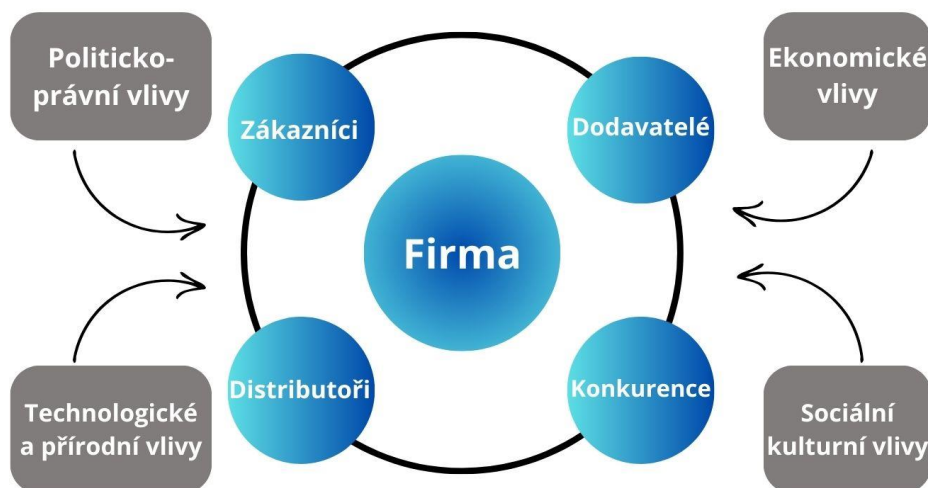 Politicko-
právní vlivy
Ekonomické
vlivy
Zákazníci
Dodavatelé
Firma
Distributoři
Konkurence
Technologické
a přírodní vlivy
Sociální
kulturní vlivy